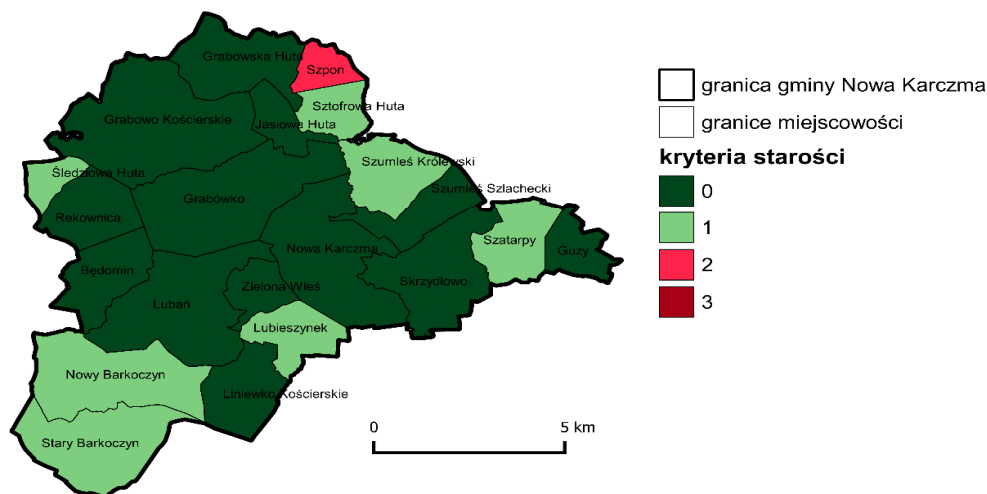 Grabowska Huta
Szpon
Sztofrowa Huta
Grabowo Kościerskie
Jasiowa Huta
Szumleś Królewski
Śledziowa Huta
Szumleś Szlachecki
Grabówko
Rekownica
Szatarpy
Nowa Karczma
Guzy
Będomin
Skrzydłowo
Zielona Wieś
Lubań
Lubieszynek
Nowy Barkoczyn
Liniewko Kościerskie
Stary Barkoczyn
0 5 km
granica gminy Nowa Karczma
granice miejscowości
kryteria starości
0
1
2
3